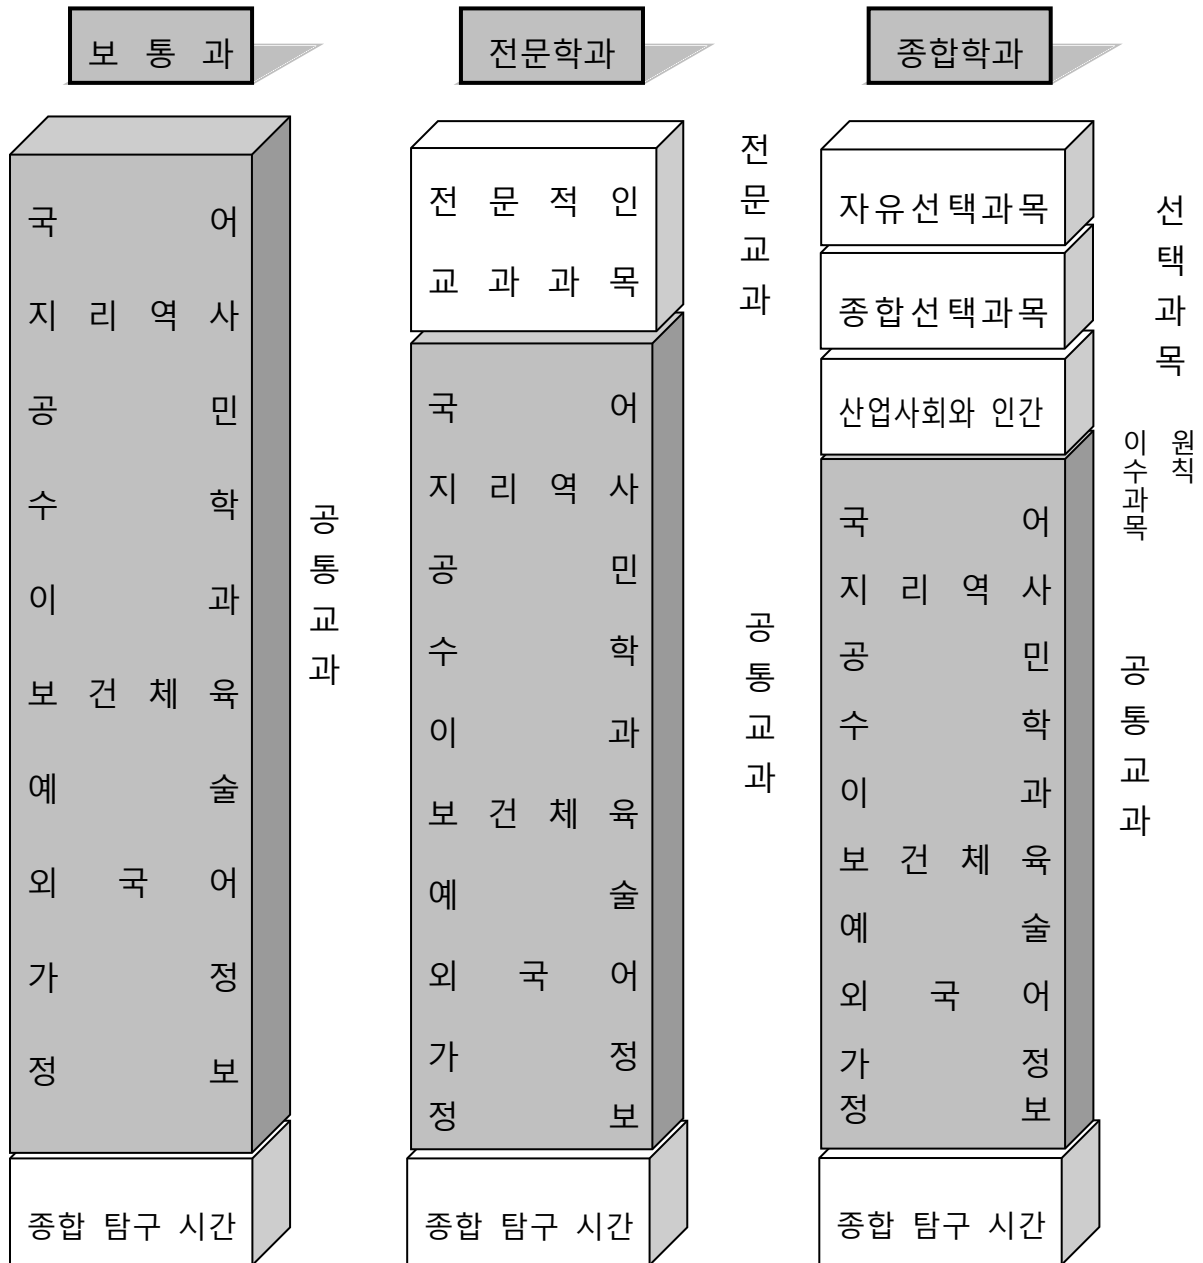 보 통 과
국 어
지 리 역 사
공 민
수 학
이 과
보 건 체 육
예 술
외 국 어
가 정
정 보
종합 탐구 시간
공통교과
전문학과
전 문 적 인
교 과 과 목
국 어
지 리 역 사
공 민
수 학
이 과
보 건 체 육
예 술
외 국 어
가 정
정 보
종합 탐구 시간
전문교과
공통교과
종합학과
자유선택과목
종합선택과목
산업사회와 인간
국 어
지 리 역 사
공 민
수 학
이 과
보 건 체 육
예 술
외 국 어
가 정
정 보
종합 탐구 시간
선택과목
원칙
이수과목
공통교과